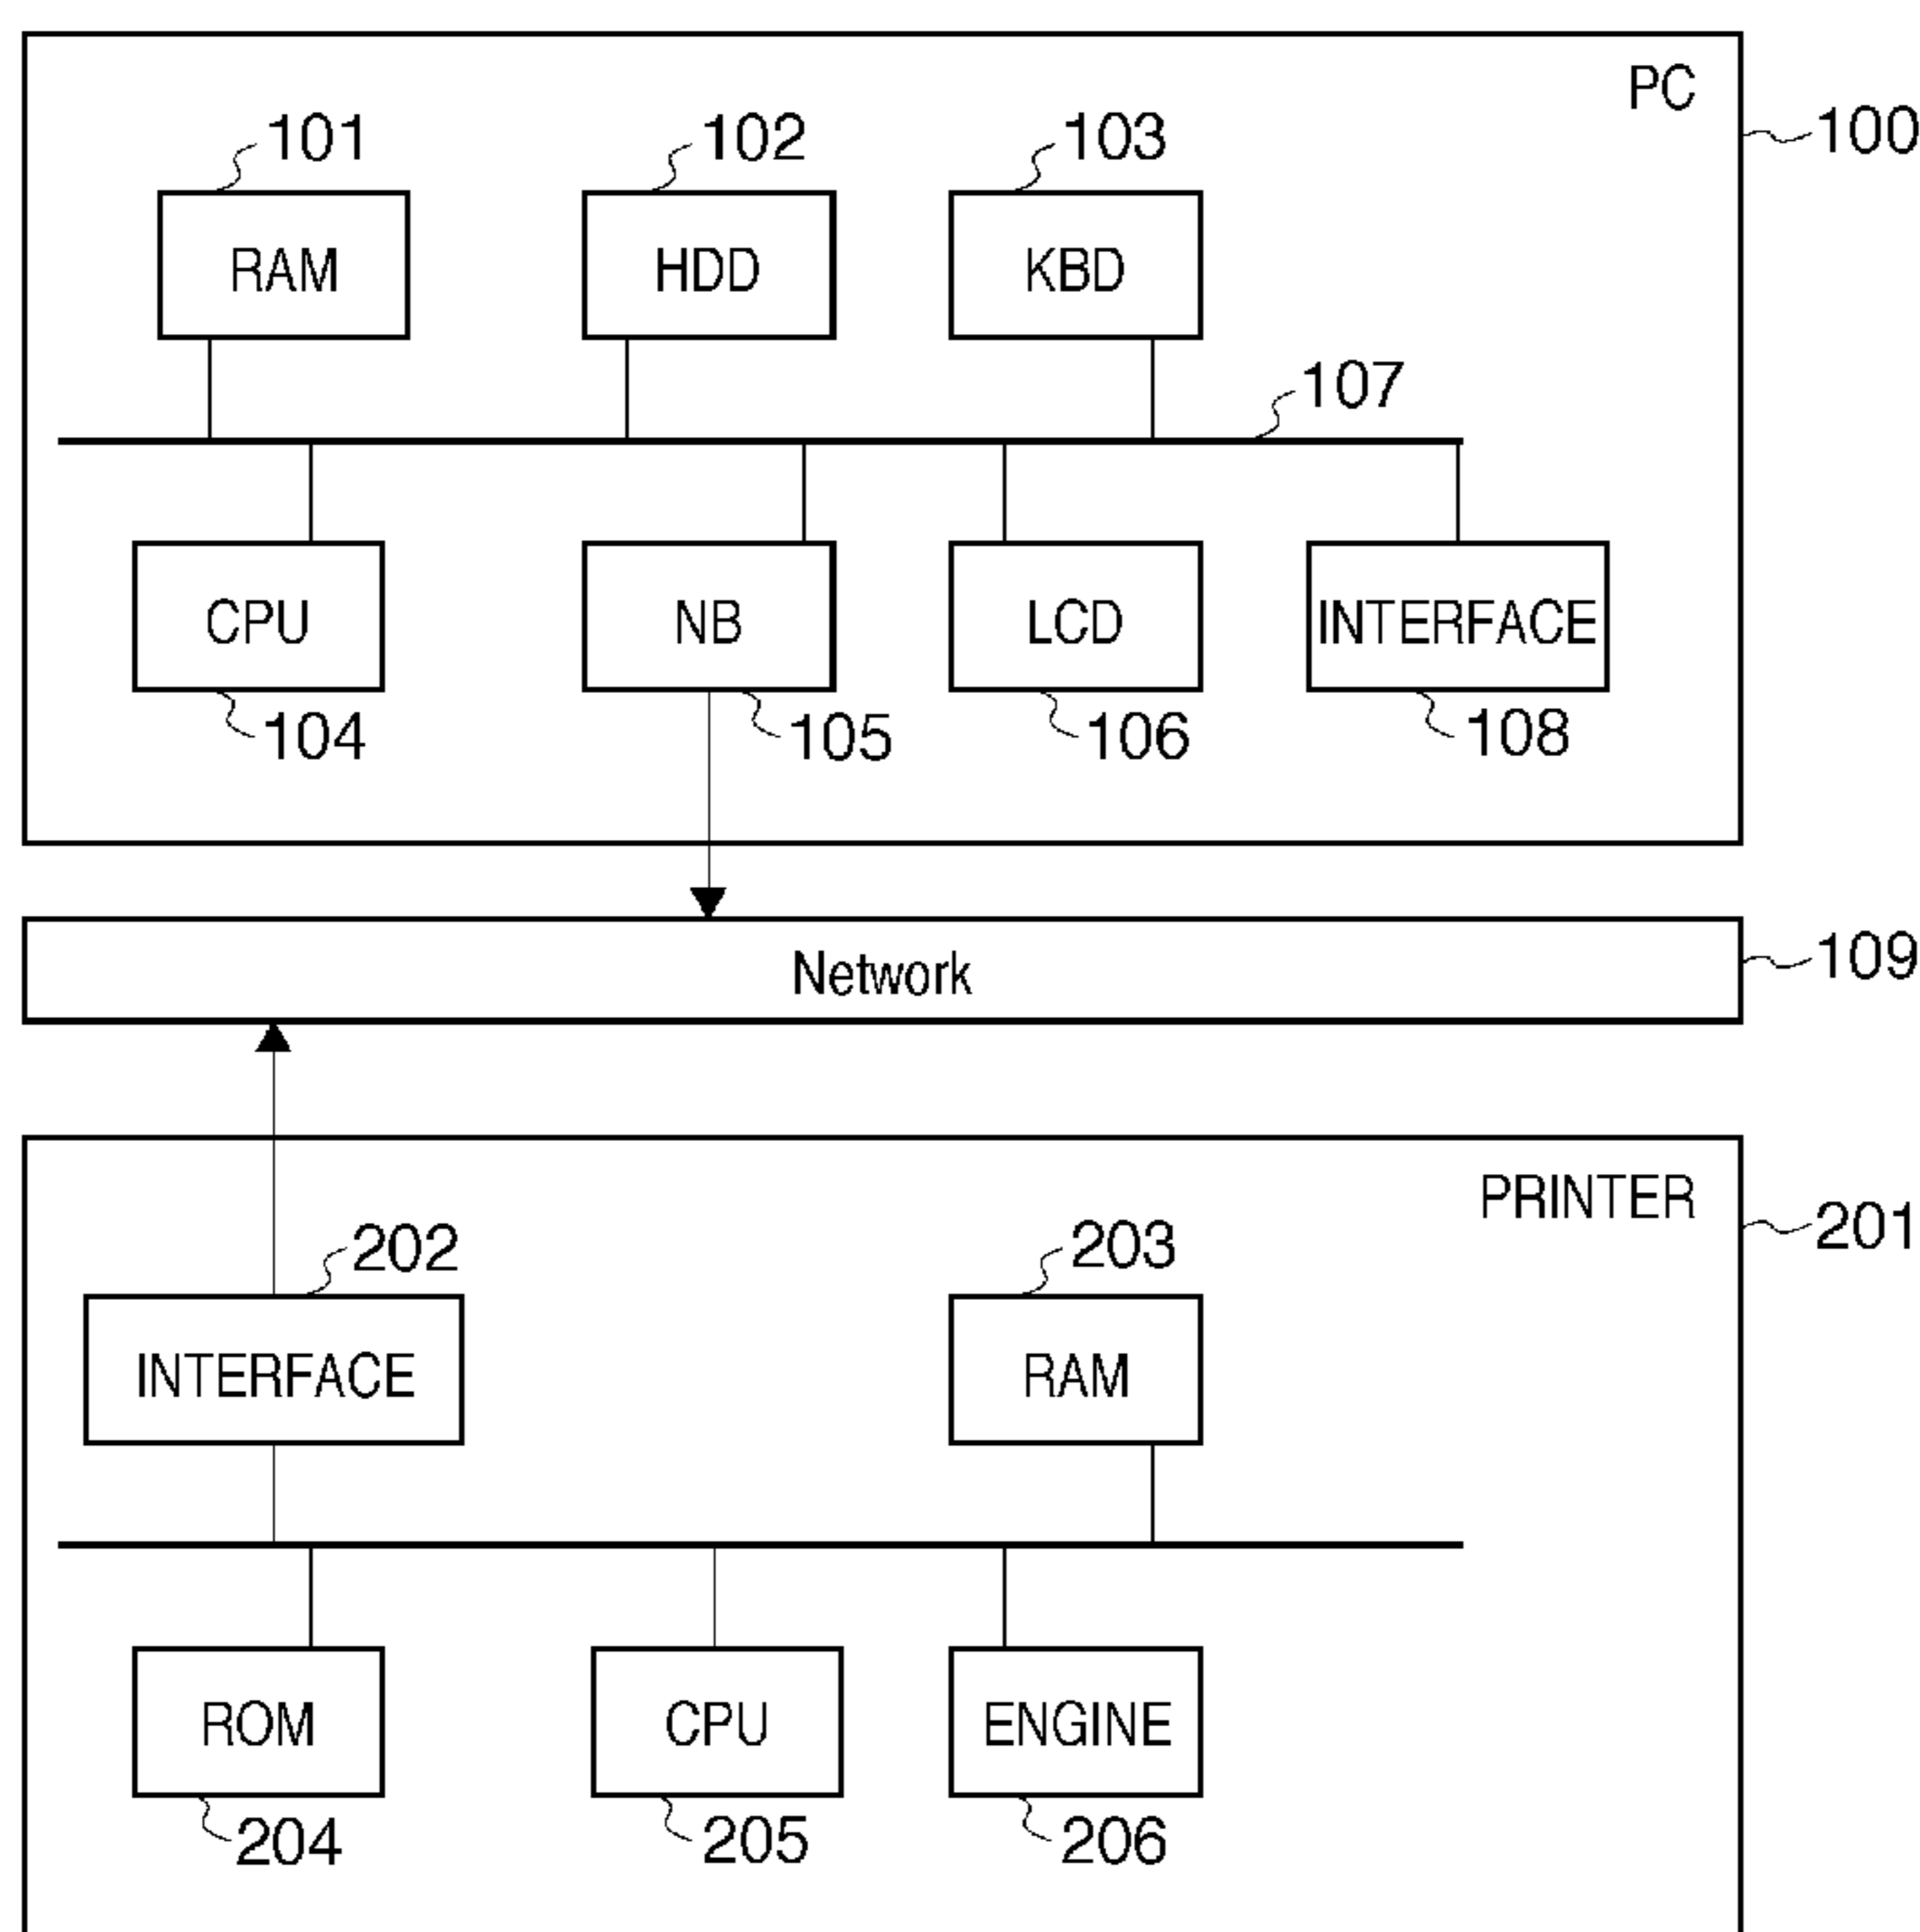 PC
100
101
102
103
RAM
HDD
KBD
107
CPU
NB
LCD
INTERFACE
104
105
106
108
Network
109
PRINTER
201
202
203
INTERFACE
RAM
ROM
CPU
ENGINE
204
205
206